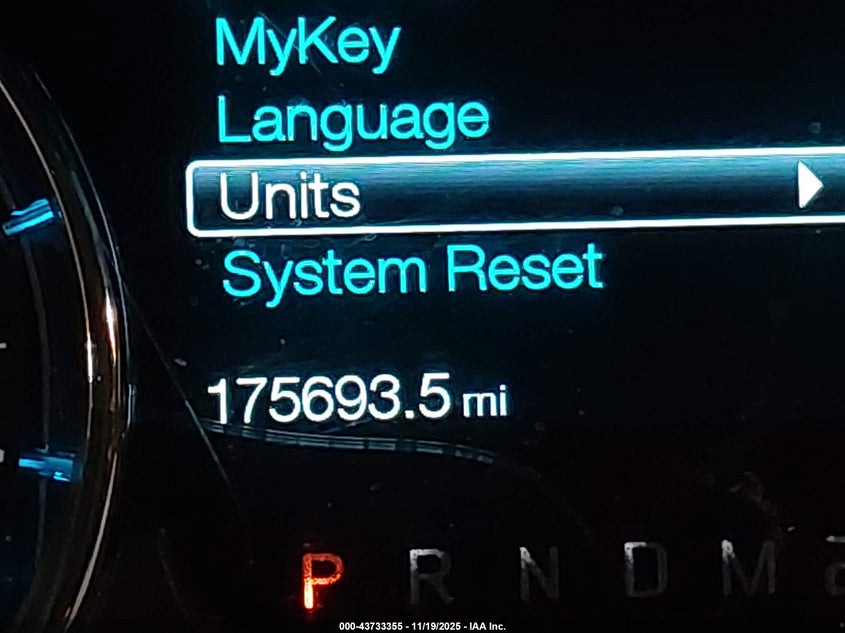 MyKey
Language
Units
System Reset
175693.5 mi
P R N D M
000-43733355 - 11/19/2025 - IAA Inc.